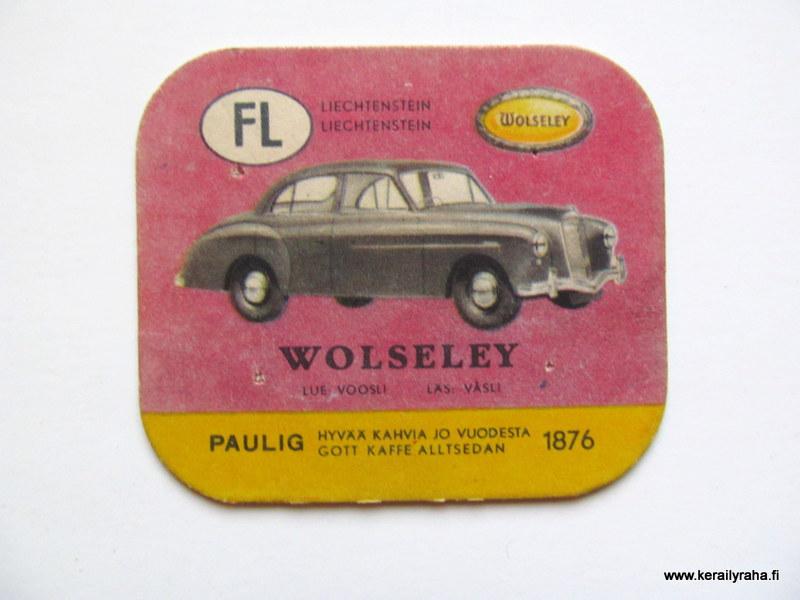 FL
LIECHTENSTEIN
LIECHTENSTEIN
WOLSELEY
WOLSELEY
LUE VOOSLI LÄS: VÅSLI
PAULIG HYVÄÄ KAHVIA JO VUODESTA 1876
GOTT KAFFE ALLTSEDAN
www.kerailyraha.fi